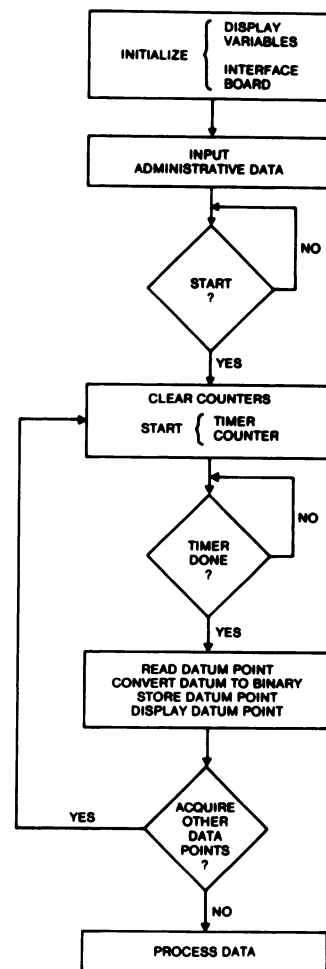 DISPLAY
VARIABLES
INITIALIZE
INTERFACE
BOARD
INPUT
ADMINISTRATIVE DATA
NO
START
?
YES
CLEAR COUNTERS
START { TIMER
COUNTER
NO
TIMER
DONE
?
YES
READ DATUM POINT
CONVERT DATUM TO BINARY
STORE DATUM POINT
DISPLAY DATUM POINT
YES
ACQUIRE
OTHER
DATA
POINTS
?
NO
PROCESS DATA